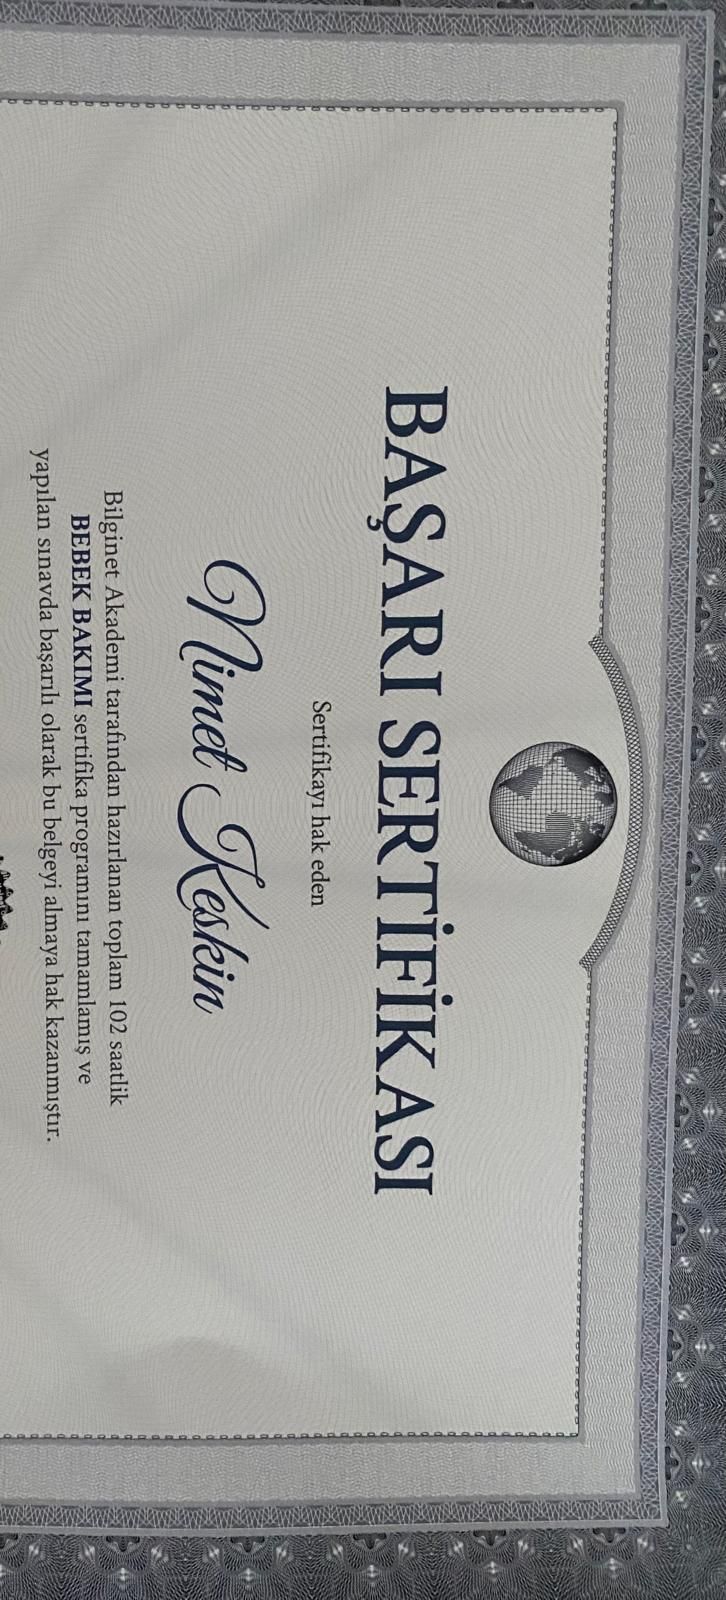 BAŞARI SERTİFİKASI
Sertifikayı hak eden
Nimet Keskin
Bilginet Akademi tarafından hazırlanan toplam 102 saatlik
BEBEK BAKIMI sertifika programını tamamlamış ve
yapılan sınavda başarılı olarak bu belgeyi almaya hak kazanmıştır.